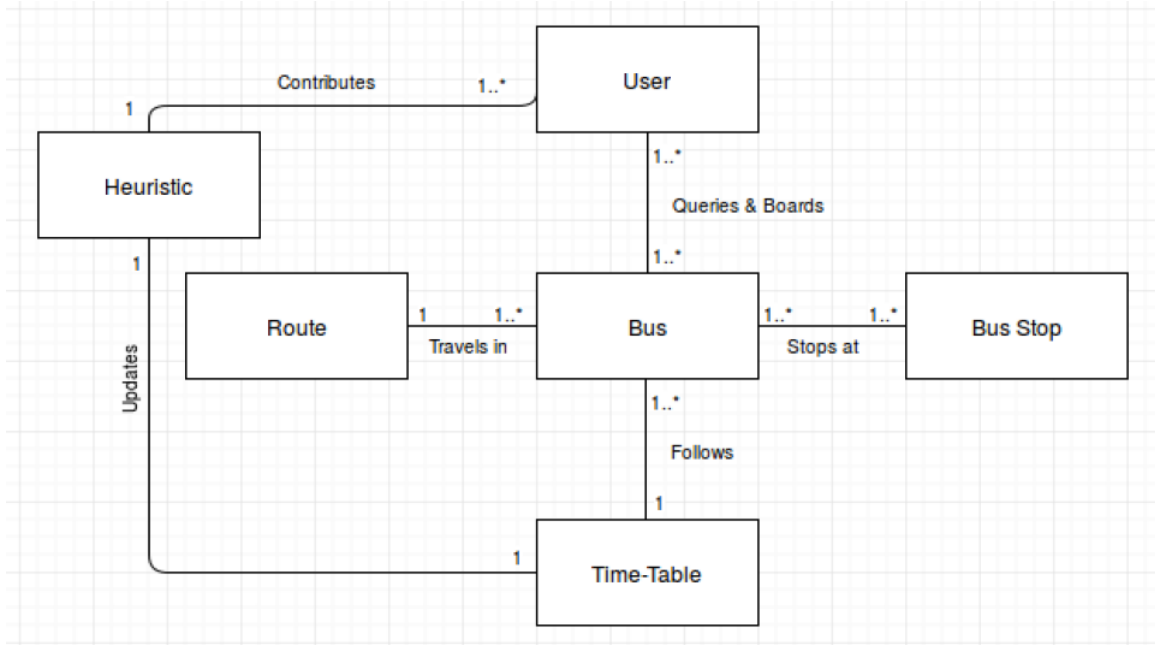 User
Contributes
1..*
1
1..*
Heuristic
Queries & Boards
1
1..*
Route
1
1..*
Travels in
Bus
1..*
1..*
Stops at
Bus Stop
Updates
1..*
Follows
1
1
Time-Table